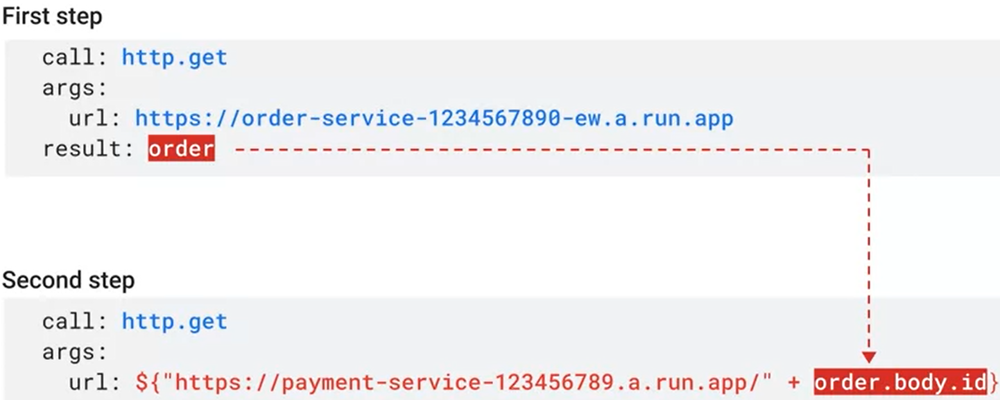 First step
call: http.get
args:
url: https://order-service-1234567890-ew.a.run.app
result: order
Second step
call: http.get
args:
url: ${"https://payment-service-123456789.a.run.app/" + order.body.id}